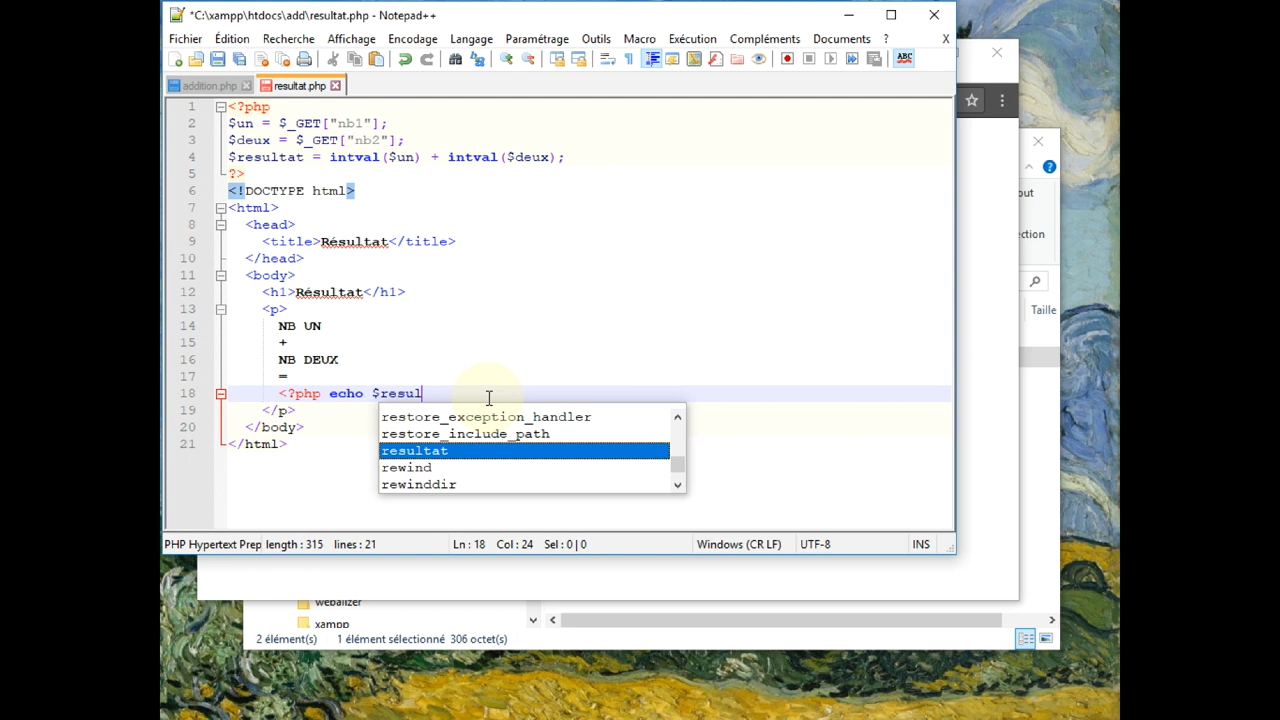 *C:\xampp\htdocs\add\resultat.php - Notepad++
Fichier Édition Recherche Affichage Encodage Langage Paramétrage Outils Macro Exécution Compléments Documents ? X
addition.php resultat.php
1 <?php
2 $un = $_GET["nb1"];
3 $deux = $_GET["nb2"];
4 $resultat = intval($un) + intval($deux);
5 ?>
6 <!DOCTYPE html>
7 <html>
8 <head>
9 <title>Résultat</title>
10 </head>
11 <body>
12 <h1>Résultat</h1>
13 <p>
14 NB UN
15 +
16 NB DEUX
17 =
18 <?php echo $resul
19 </p>
20 </body>
21 </html>
restore_exception_handler
restore_include_path
resultat
rewind
rewinddir
PHP Hypertext Prep length : 315 lines : 21 Ln : 18 Col : 24 Sel : 0 | 0 Windows (CR LF) UTF-8 INS
out
ection
Taille
webalizer
xampp
2 élément(s) 1 élément sélectionné 306 octet(s)